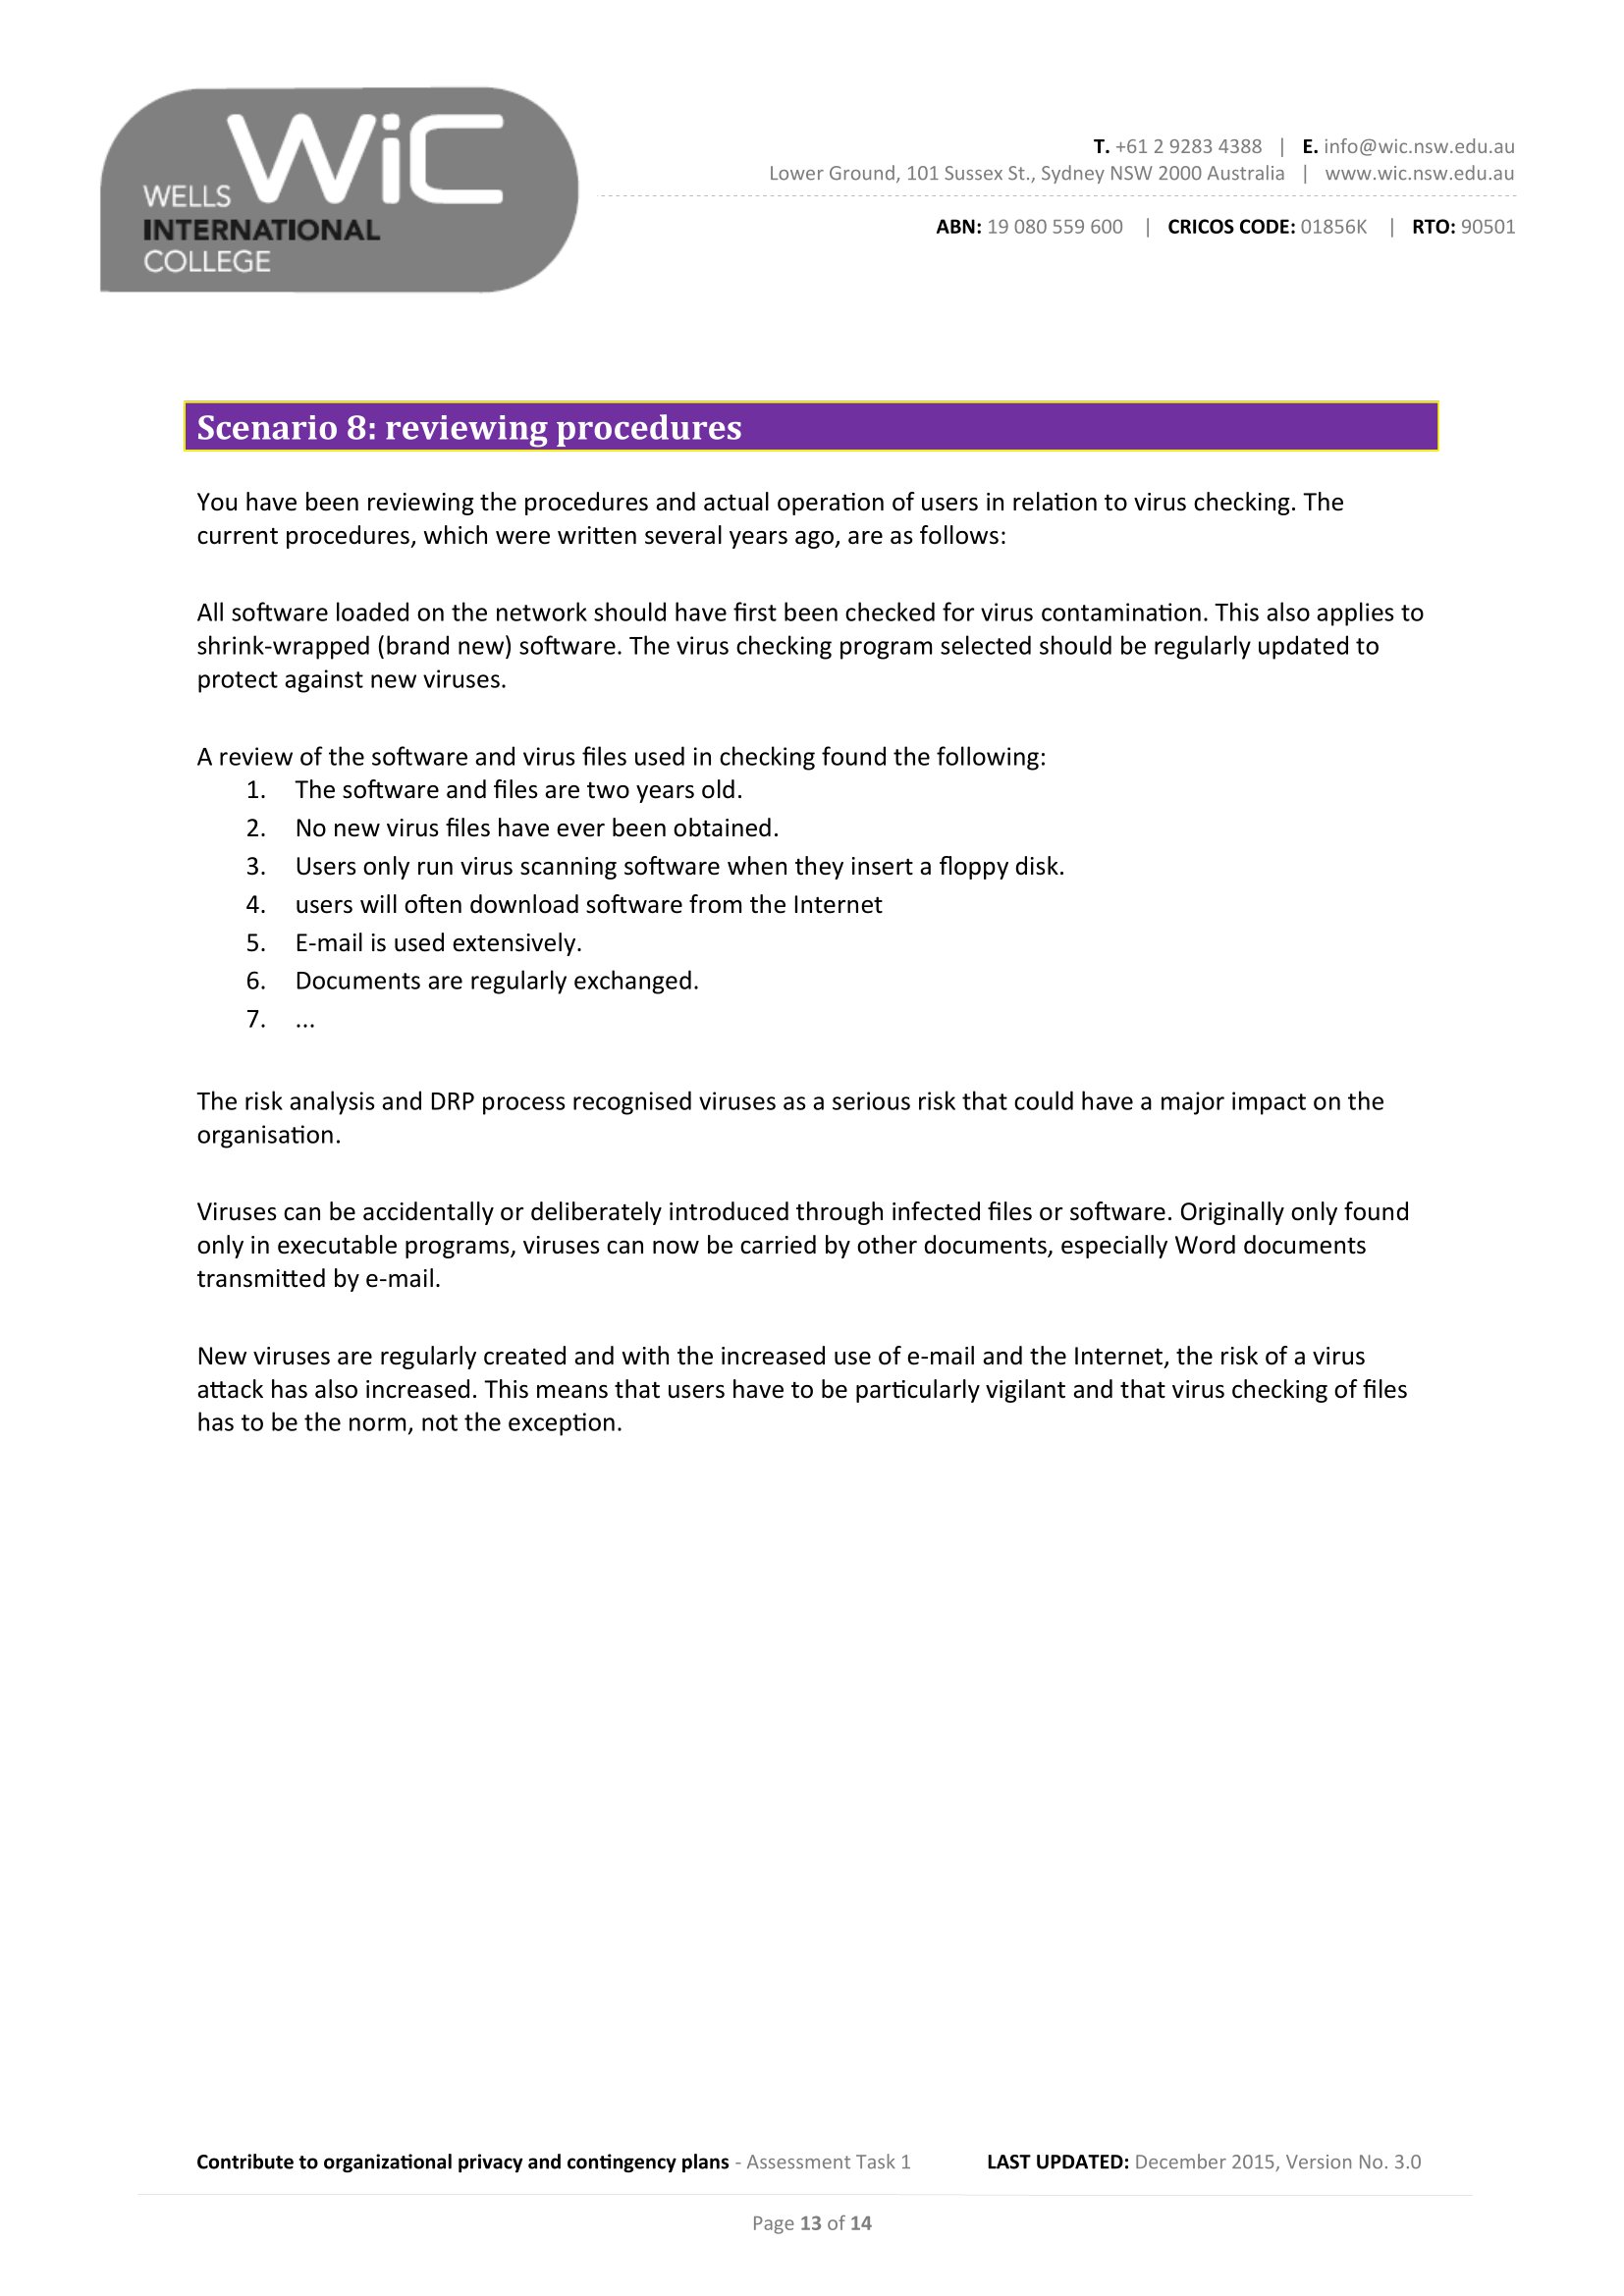 WiC
WELLS
INTERNATIONAL
COLLEGE
T. +61 2 9283 4388 | E. info@wic.nsw.edu.au
Lower Ground, 101 Sussex St., Sydney NSW 2000 Australia | www.wic.nsw.edu.au
ABN: 19 080 559 600 | CRICOS CODE: 01856K | RTO: 90501
Scenario 8: reviewing procedures
You have been reviewing the procedures and actual operation of users in relation to virus checking. The
current procedures, which were written several years ago, are as follows:
All software loaded on the network should have first been checked for virus contamination. This also applies to
shrink-wrapped (brand new) software. The virus checking program selected should be regularly updated to
protect against new viruses.
A review of the software and virus files used in checking found the following:
1. The software and files are two years old.
2. No new virus files have ever been obtained.
3. Users only run virus scanning software when they insert a floppy disk.
4. users will often download software from the Internet
5. E-mail is used extensively.
6. Documents are regularly exchanged.
7. ...
The risk analysis and DRP process recognised viruses as a serious risk that could have a major impact on the
organisation.
Viruses can be accidentally or deliberately introduced through infected files or software. Originally only found
only in executable programs, viruses can now be carried by other documents, especially Word documents
transmitted by e-mail.
New viruses are regularly created and with the increased use of e-mail and the Internet, the risk of a virus
attack has also increased. This means that users have to be particularly vigilant and that virus checking of files
has to be the norm, not the exception.
Contribute to organizational privacy and contingency plans - Assessment Task 1 LAST UPDATED: December 2015, Version No. 3.0
Page 13 of 14